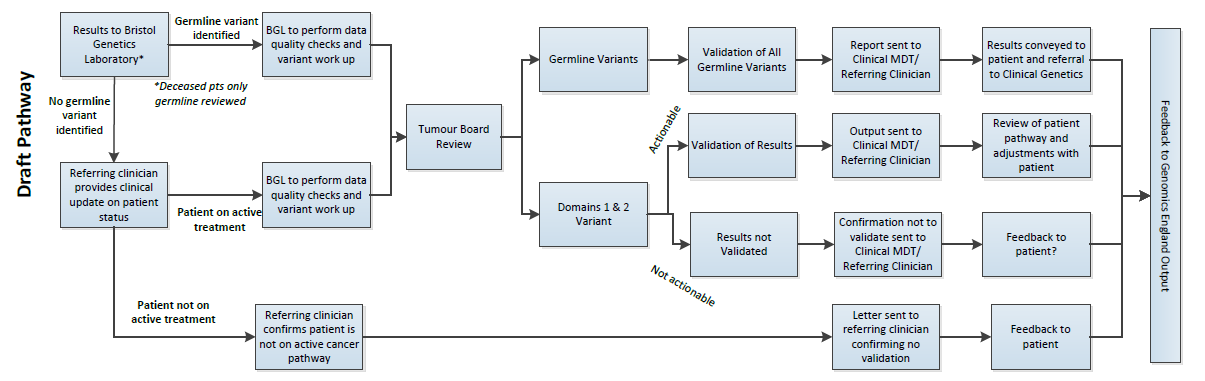 Draft Pathway
Results to Bristol
Genetics
Laboratory*
Germline variant
identified
BGL to perform data
quality checks and
variant work up
*Deceased pts only
germline reviewed
No germline
variant
identified
Referring clinician
provides clinical
update on patient
status
Patient on active
treatment
BGL to perform data
quality checks and
variant work up
Patient not on
active treatment
Referring clinician
confirms patient is
not on active cancer
pathway
Tumour Board
Review
Germline Variants
Validation of All
Germline Variants
Report sent to
Clinical MDT/
Referring Clinician
Results conveyed to
patient and referral
to Clinical Genetics
Domains 1 & 2
Variant
Actionable
Validation of Results
Output sent to
Clinical MDT/
Referring Clinician
Review of patient
pathway and
adjustments with
patient
Not actionable
Results not
Validated
Confirmation not to
validate sent to
Clinical MDT/
Referring Clinician
Feedback to
patient?
Letter sent to
referring clinician
confirming no
validation
Feedback to
patient
Feedback to Genomics England Output